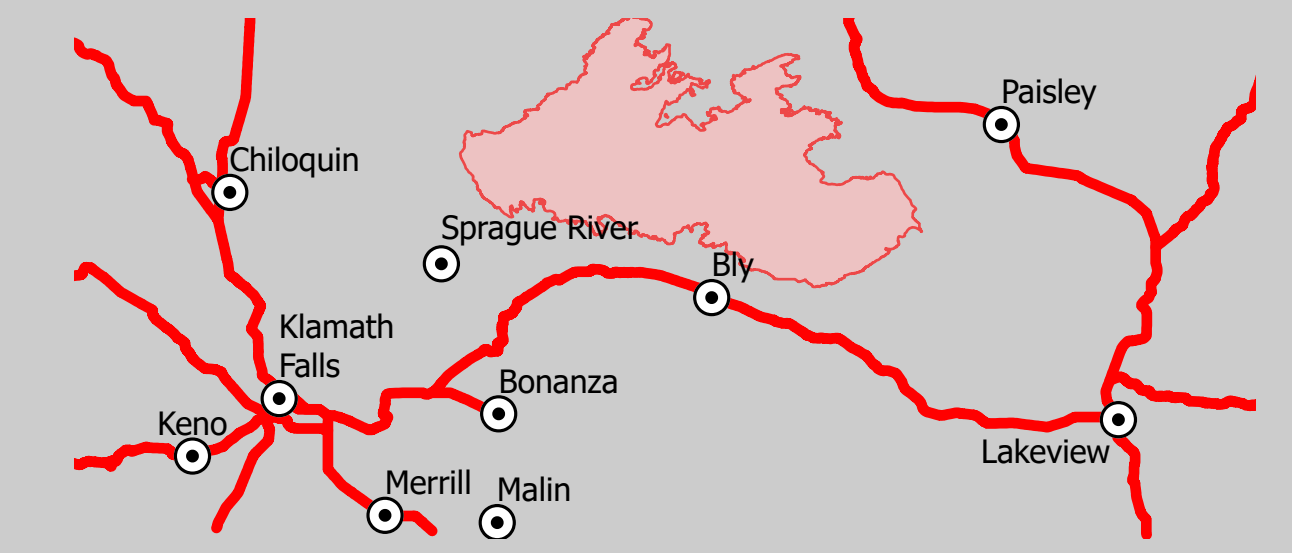 Paisley
Chiloquin
Sprague River
Bly
Klamath
Falls
Bonanza
Keno
Lakeview
Merrill
Malin